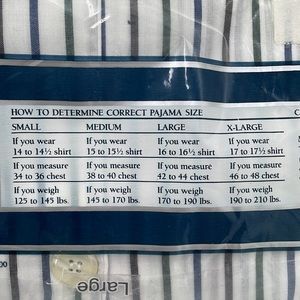 HOW TO DETERMINE CORRECT PAJAMA SIZE
SMALL MEDIUM LARGE X-LARGE
If you wear If you wear If you wear If you wear
14 to 14½ shirt 15 to 15½ shirt 16 to 16½ shirt 17 to 17½ shirt
If you measure If you measure If you measure If you measure
34 to 36 chest 38 to 40 chest 42 to 44 chest 46 to 48 chest
If you weigh If you weigh If you weigh If you weigh
125 to 145 lbs. 145 to 170 lbs. 170 to 190 lbs. 190 to 210 lbs.
Large